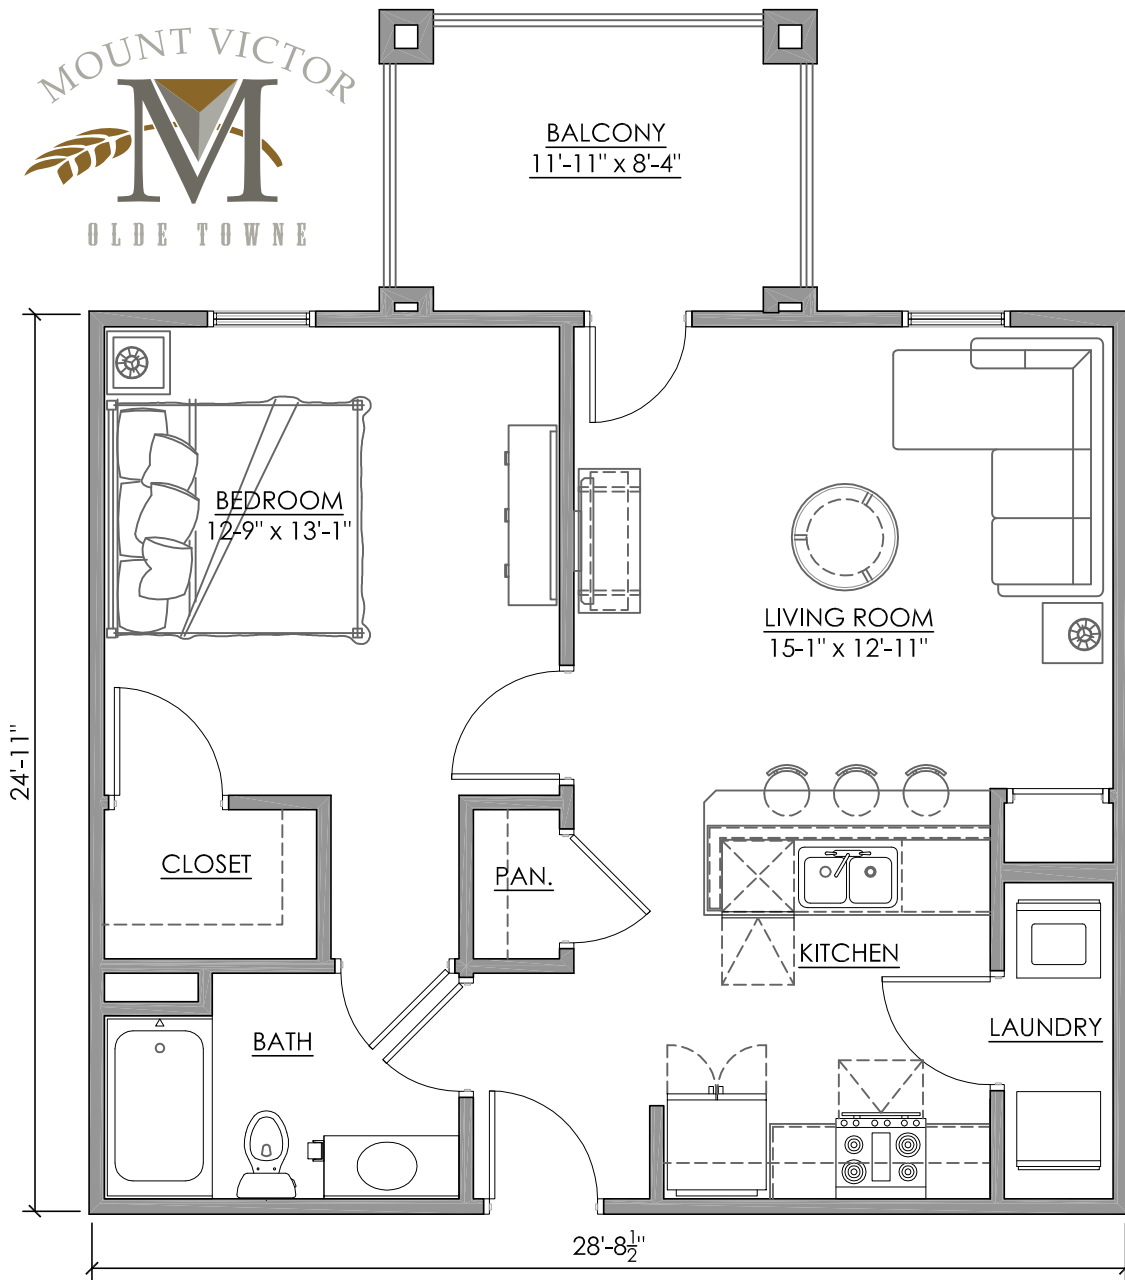 MOUNT VICTOR
M
OLDE TOWNE
BALCONY
11'-11" x 8'-4"
BEDROOM
12-9" x 13'-1"
LIVING ROOM
15-1" x 12'-11"
24'-11"
CLOSET
PAN.
KITCHEN
LAUNDRY
BATH
28'-8½"